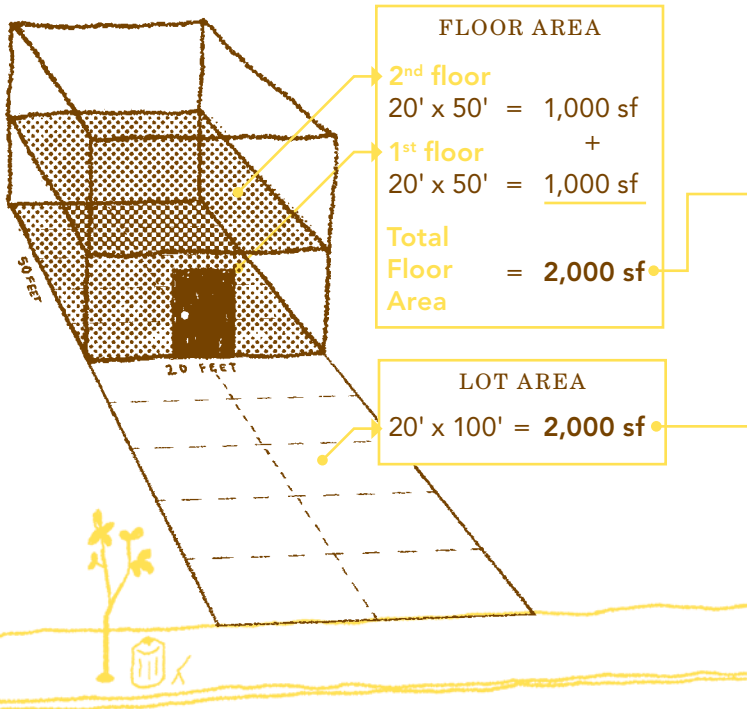 FLOOR AREA
2nd floor
20' x 50' = 1,000 sf
+
1st floor
20' x 50' = 1,000 sf
Total
Floor
Area
= 2,000 sf
50 FEET
20 FEET
LOT AREA
20' x 100' = 2,000 sf